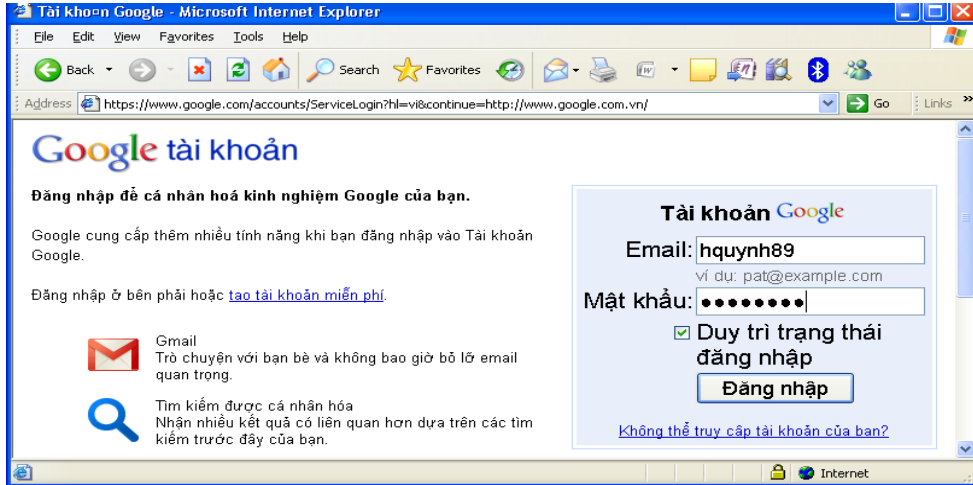 Tài kho¤n Google - Microsoft Internet Explorer
File Edit View Favorites Tools Help
Back Search Favorites
Address https://www.google.com/accounts/ServiceLogin?hl=vi&continue=http://www.google.com.vn/ Go Links »
Google tài khoản
Đăng nhập để cá nhân hoá kinh nghiệm Google của bạn.
Google cung cấp thêm nhiều tính năng khi bạn đăng nhập vào Tài khoản
Google.
Đăng nhập ở bên phải hoặc tạo tài khoản miễn phí.
Gmail
Trò chuyện với bạn bè và không bao giờ bỏ lỡ email
quan trọng.
Tìm kiếm được cá nhân hóa
Nhận nhiều kết quả có liên quan hơn dựa trên các tìm
kiếm trước đây của bạn.
Tài khoản Google
Email: hquynh89
ví dụ: pat@example.com
Mật khẩu: ●●●●●●●●
Duy trì trạng thái
đăng nhập
Đăng nhập
Không thể truy cập tài khoản của bạn?
Internet